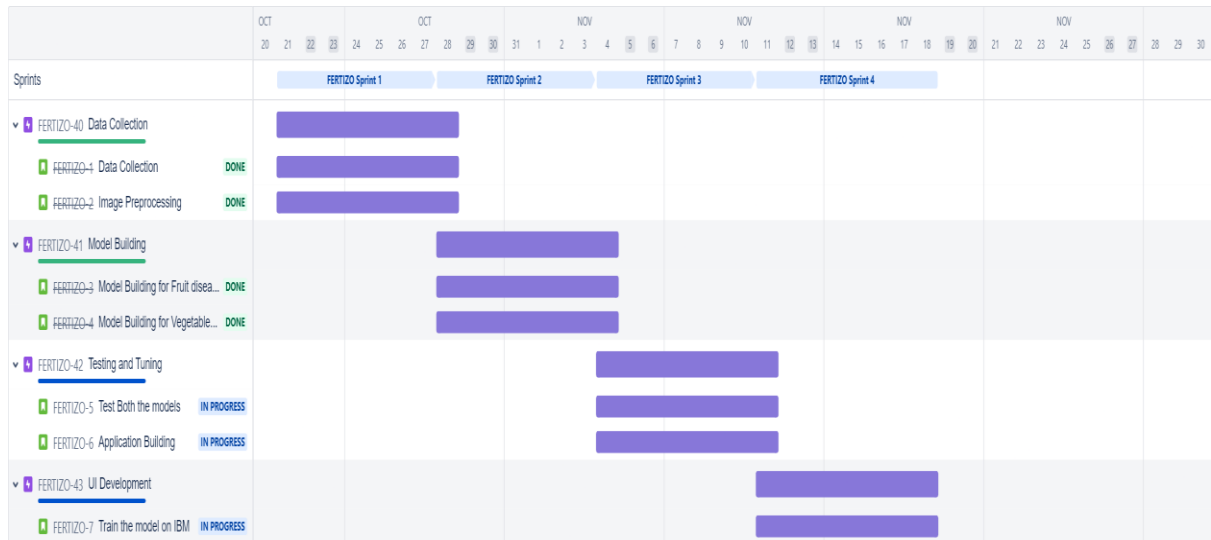 OCT OCT NOV NOV NOV NOV
20 21 22 23 24 25 26 27 28 29 30 31 1 2 3 4 5 6 7 8 9 10 11 12 13 14 15 16 17 18 19 20 21 22 23 24 25 26 27 28 29 30
Sprints FERTIZO Sprint 1 FERTIZO Sprint 2 FERTIZO Sprint 3 FERTIZO Sprint 4
FERTIZO-40 Data Collection
FERTIZO-1 Data Collection DONE
FERTIZO-2 Image Preprocessing DONE
FERTIZO-41 Model Building
FERTIZO-3 Model Building for Fruit disea... DONE
FERTIZO-4 Model Building for Vegetable... DONE
FERTIZO-42 Testing and Tuning
FERTIZO-5 Test Both the models IN PROGRESS
FERTIZO-6 Application Building IN PROGRESS
FERTIZO-43 UI Development
FERTIZO-7 Train the model on IBM IN PROGRESS